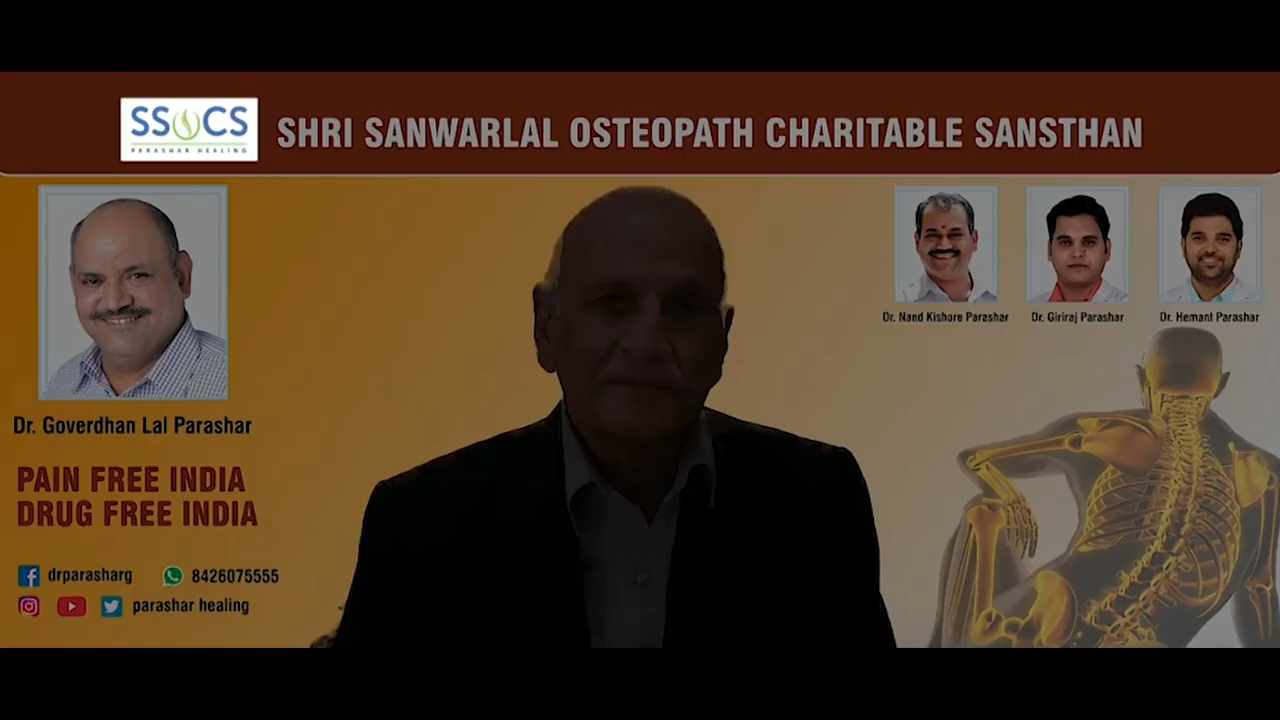 SSOCS
PARASHAR HEALING
SHRI SANWARLAL OSTEOPATH CHARITABLE SANSTHAN
Dr. Nand Kishore Parashar
Dr. Giriraj Parashar
Dr. Hemant Parashar
Dr. Goverdhan Lal Parashar
PAIN FREE INDIA
DRUG FREE INDIA
drparasharg
8426075555
parashar healing